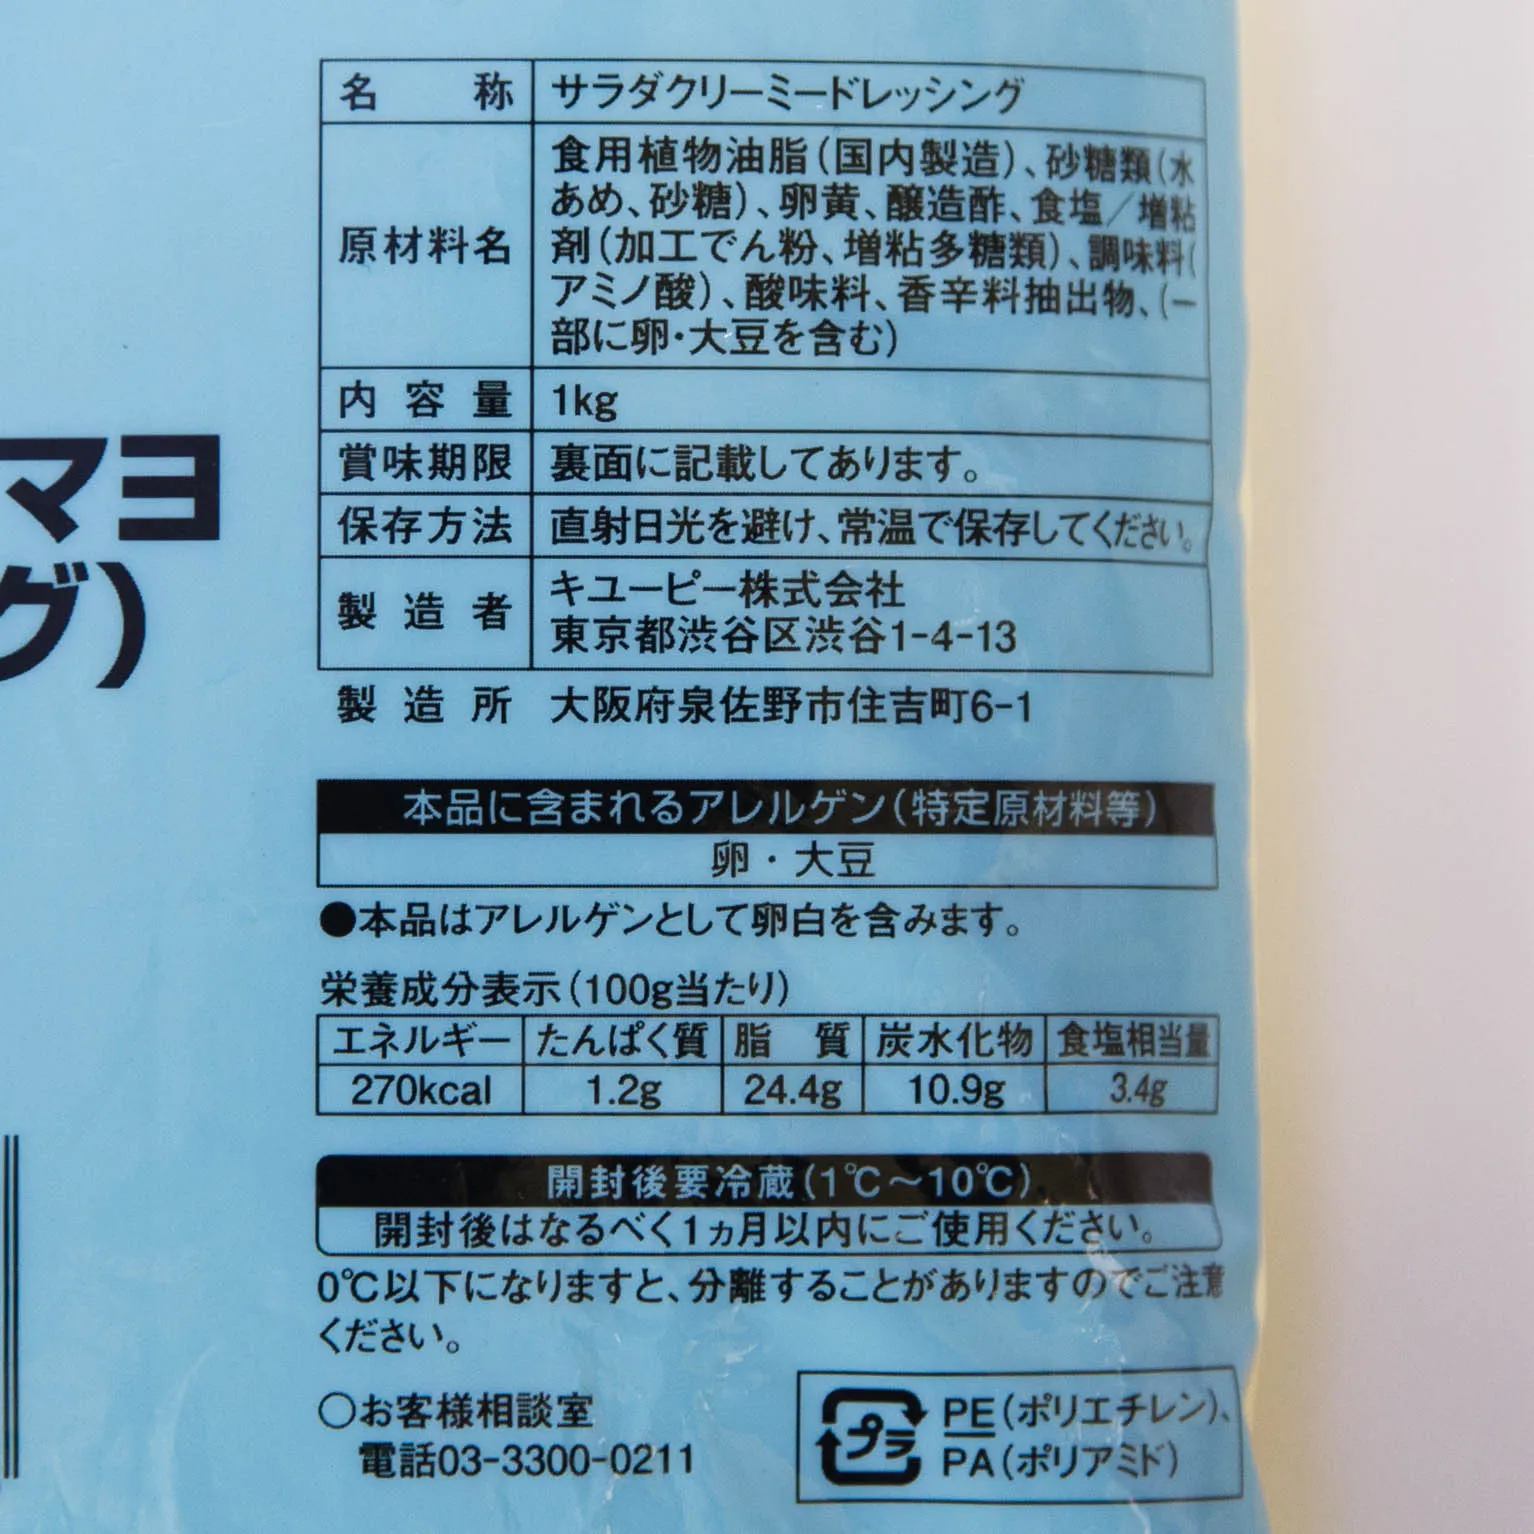 マヨ
グ)
名称 サラダクリーミードレッシング
原材料名 食用植物油脂(国内製造)、砂糖類(水
あめ、砂糖)、卵黄、醸造酢、食塩/増粘
剤(加工でん粉、増粘多糖類)、調味料(
アミノ酸)、酸味料、香辛料抽出物、(一
部に卵・大豆を含む)
内容量 1kg
賞味期限 裏面に記載してあります。
保存方法 直射日光を避け、常温で保存してください。
製造者 キユーピー株式会社
東京都渋谷区渋谷1-4-13
製造所 大阪府泉佐野市住吉町6-1
本品に含まれるアレルゲン(特定原材料等)
卵・大豆
●本品はアレルゲンとして卵白を含みます。
栄養成分表示(100g当たり)
エネルギー たんぱく質 脂質 炭水化物 食塩相当量
270kcal 1.2g 24.4g 10.9g 3.4g
開封後要冷蔵(1℃~10℃)
開封後はなるべく1ヵ月以内にご使用ください。
0℃以下になりますと、分離することがありますのでご注意
ください。
○お客様相談室
電話03-3300-0211
プラ PE(ポリエチレン)、
PA(ポリアミド)